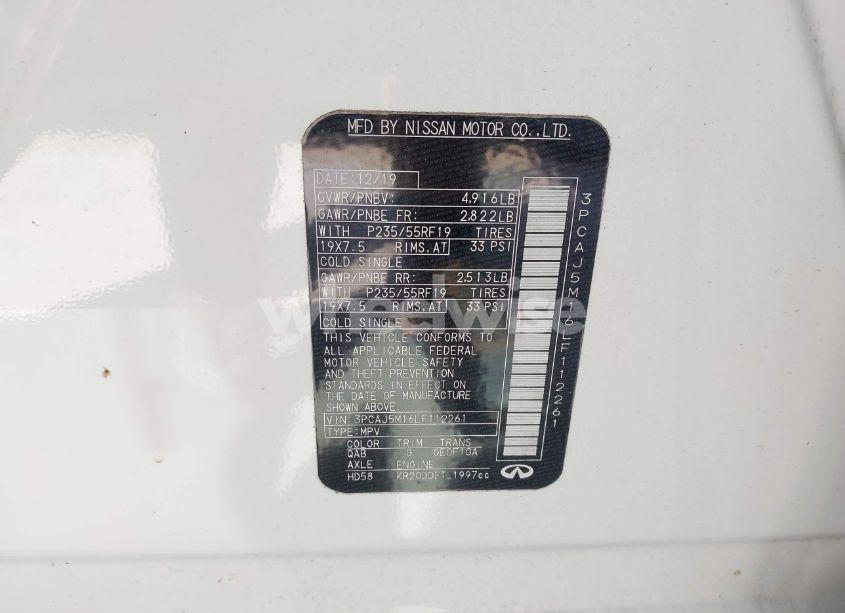 MFD BY NISSAN MOTOR CO.,LTD.
DATE:12/19
GVWR/PNBV: 4,916LB
GAWR/PNBE FR: 2,822LB
WITH P235/55RF19 TIRES
19X7.5 RIMS.AT 33 PSI
COLD SINGLE
GAWR/PNBE RR: 2,513LB
WITH P235/55RF19 TIRES
19X7.5 RIMS.AT 33 PSI
COLD SINGLE
THIS VEHICLE CONFORMS TO
ALL APPLICABLE FEDERAL
MOTOR VEHICLE SAFETY
AND THEFT PREVENTION
STANDARDS IN EFFECT ON
THE DATE OF MANUFACTURE
SHOWN ABOVE.
VIN:3PCAJ5M16LF112261
TYPE:MPV
COLOR TRIM TRANS
QAB G GE0F10A
AXLE ENGINE
HD58 KR20DDET 1997cc
3PCAJ5M16LF112261